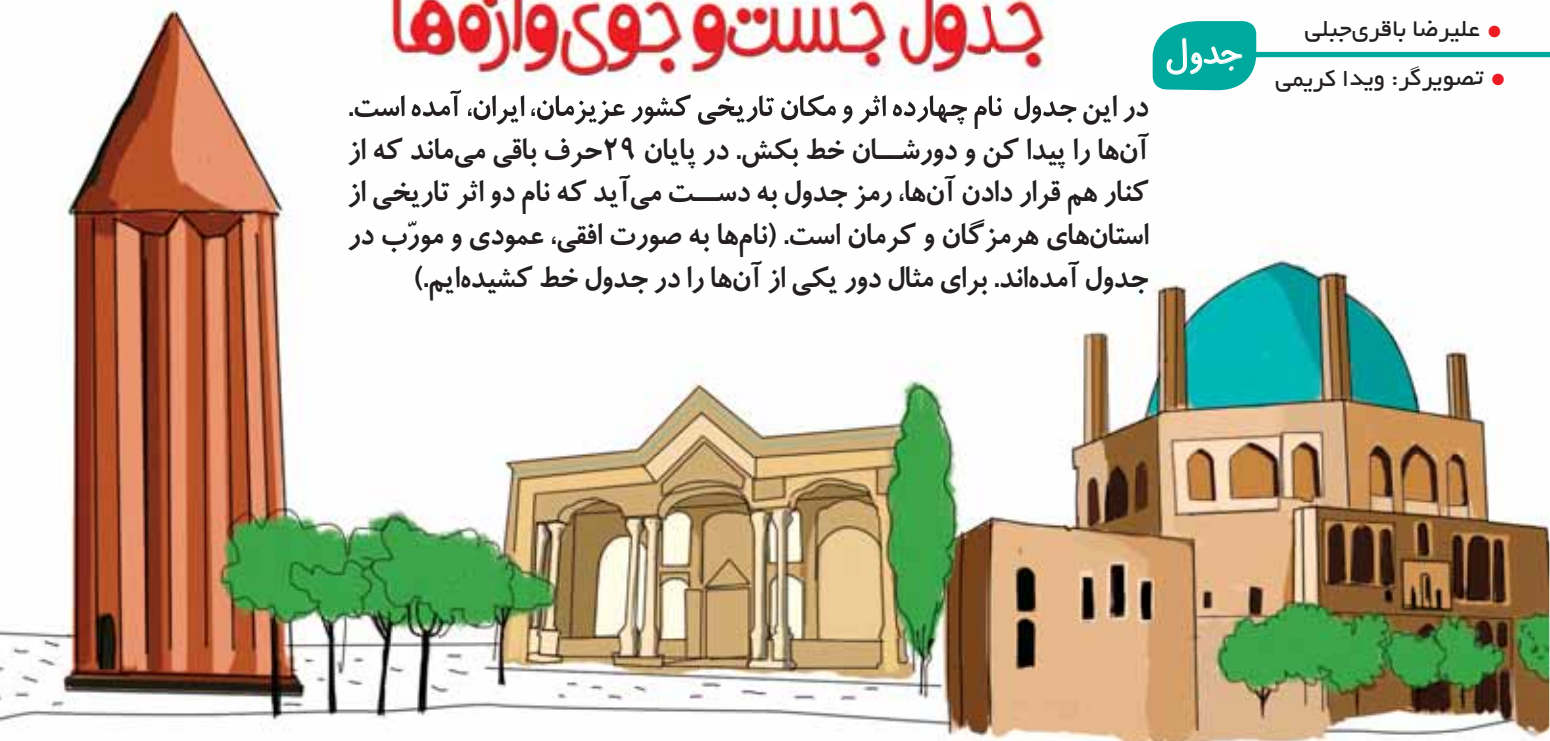 علیرضا باقری‌جبلی
تصویرگر: ویدا کریمی
جدول
جدول جست‌و جوی واژه‌ها
در این جدول نام چهارده اثر و مکان تاریخی کشور عزیزمان، ایران، آمده است.
آن‌ها را پیدا کن و دورشــان خط بکش. در پایان ۲۹حرف باقی می‌ماند که از
کنار هم قرار دادن آن‌ها، رمز جدول به دســت می‌آید که نام دو اثر تاریخی از
استان‌های هرمزگان و کرمان است. (نام‌ها به صورت افقی، عمودی و مورّب در
جدول آمده‌اند. برای مثال دور یکی از آن‌ها را در جدول خط کشیده‌ایم.)